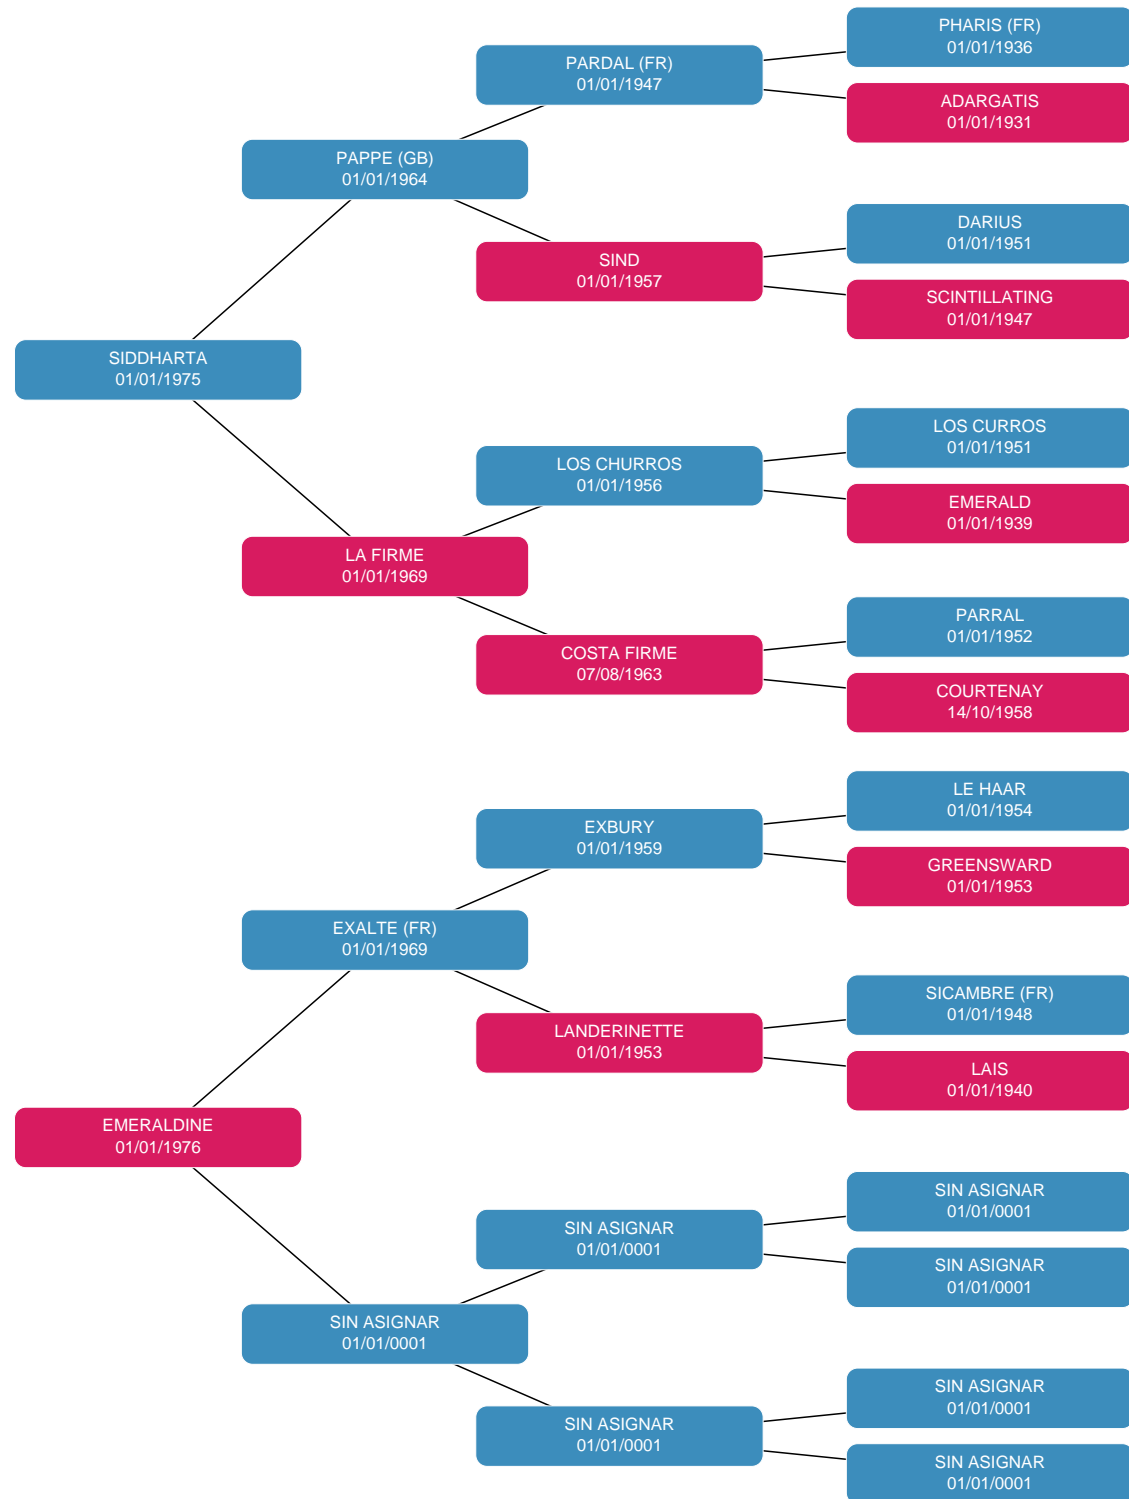 PHARIS (FR)
01/01/1936
PARDAL (FR)
01/01/1947
ADARGATIS
01/01/1931
PAPPE (GB)
01/01/1964
DARIUS
01/01/1951
SIND
01/01/1957
SCINTILLATING
01/01/1947
SIDDHARTA
01/01/1975
LOS CURROS
01/01/1951
LOS CHURROS
01/01/1956
EMERALD
01/01/1939
LA FIRME
01/01/1969
PARRAL
01/01/1952
COSTA FIRME
07/08/1963
COURTENAY
14/10/1958
LE HAAR
01/01/1954
EXBURY
01/01/1959
GREENSWARD
01/01/1953
EXALTE (FR)
01/01/1969
SICAMBRE (FR)
01/01/1948
LANDERINETTE
01/01/1953
LAIS
01/01/1940
EMERALDINE
01/01/1976
SIN ASIGNAR
01/01/0001
SIN ASIGNAR
01/01/0001
SIN ASIGNAR
01/01/0001
SIN ASIGNAR
01/01/0001
SIN ASIGNAR
01/01/0001
SIN ASIGNAR
01/01/0001
SIN ASIGNAR
01/01/0001